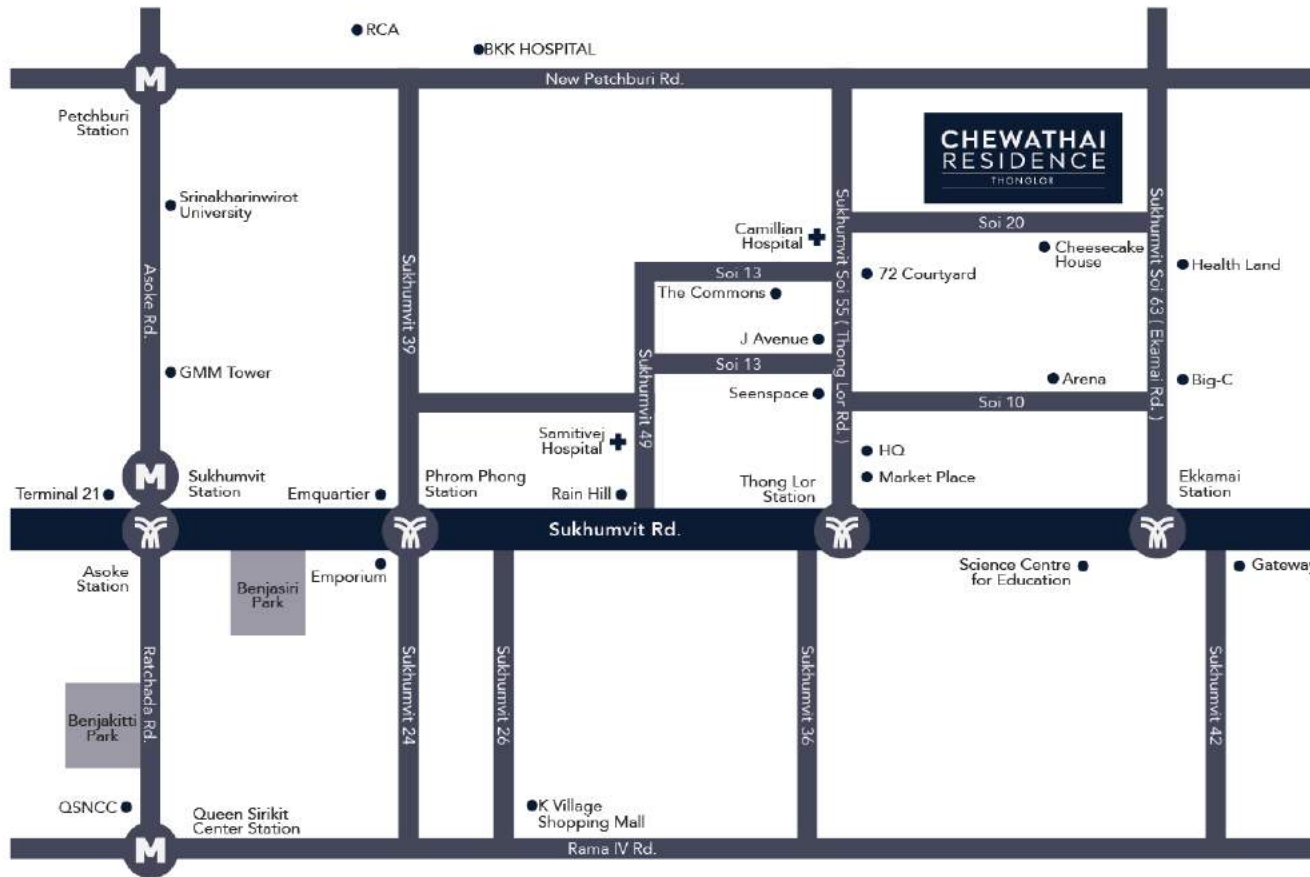 RCA
BKK HOSPITAL
M
New Petchburi Rd.
Petchburi
Station
CHEWATHAI
RESIDENCE
THONGLOR
Srinakharinwirot
University
Asoke Rd.
Sukhumvit 39
Camillian
Hospital
Sukhumvit Soi 55 ( Thong Lor Rd. )
Soi 20
Sukhumvit Soi 63 ( Ekamai Rd. )
Cheesecake
House
Health Land
Soi 13
72 Courtyard
The Commons
J Avenue
Sukhumvit 49
Soi 13
GMM Tower
Seenspace
Soi 10
Arena
Big-C
Samitivej
Hospital
HQ
Market Place
M
Sukhumvit
Station
Terminal 21
Emquartier
Phrom Phong
Station
Rain Hill
Thong Lor
Station
Ekkamai
Station
Sukhumvit Rd.
Asoke
Station
Benjasiri
Park
Emporium
Science Centre
for Education
Gateway
Ratchada Rd.
Benjakitti
Park
Sukhumvit 24
Sukhumvit 26
Sukhumvit 36
Sukhumvit 42
QSNCC
Queen Sirikit
Center Station
K Village
Shopping Mall
M
Rama IV Rd.